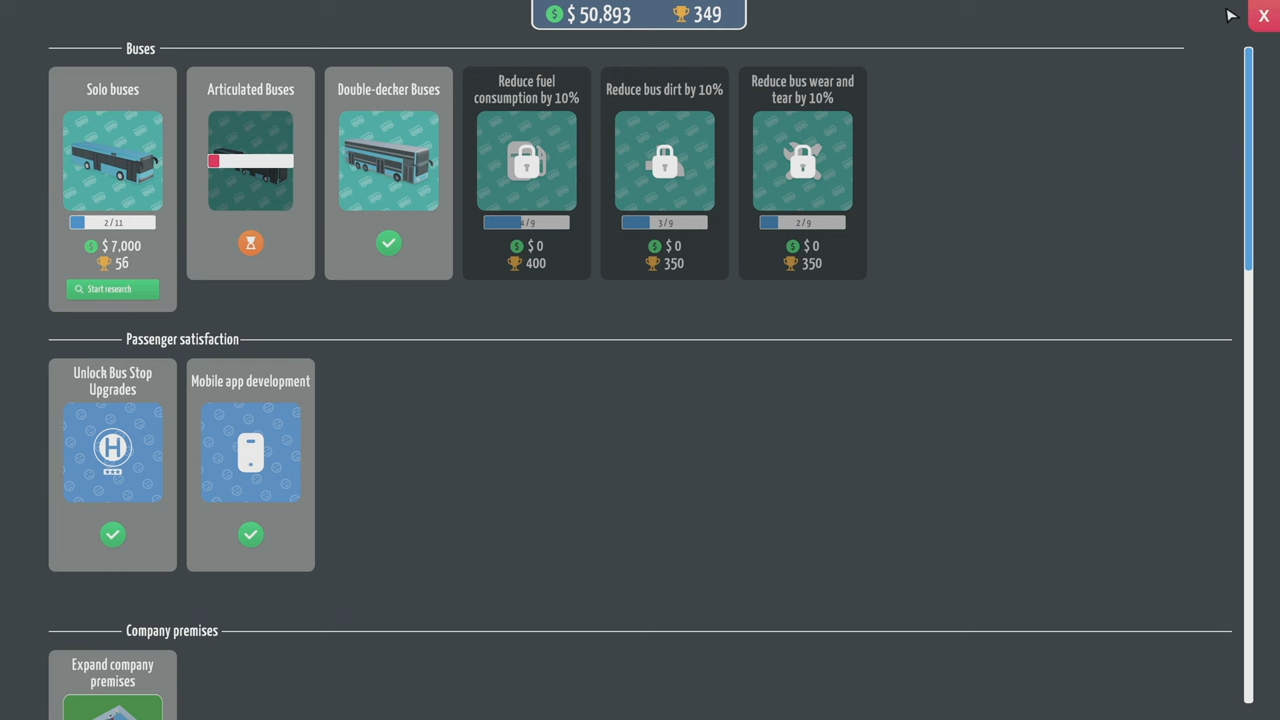 $ $ 50,893 349
X
Buses
Solo buses
2/11
$ $ 7,000
56
Start research
Articulated Buses
Double-decker Buses
Reduce fuel
consumption by 10%
4/9
$ $ 0
400
Reduce bus dirt by 10%
3/9
$ $ 0
350
Reduce bus wear and
tear by 10%
2/9
$ $ 0
350
Passenger satisfaction
Unlock Bus Stop
Upgrades
H
Mobile app development
Company premises
Expand company
premises